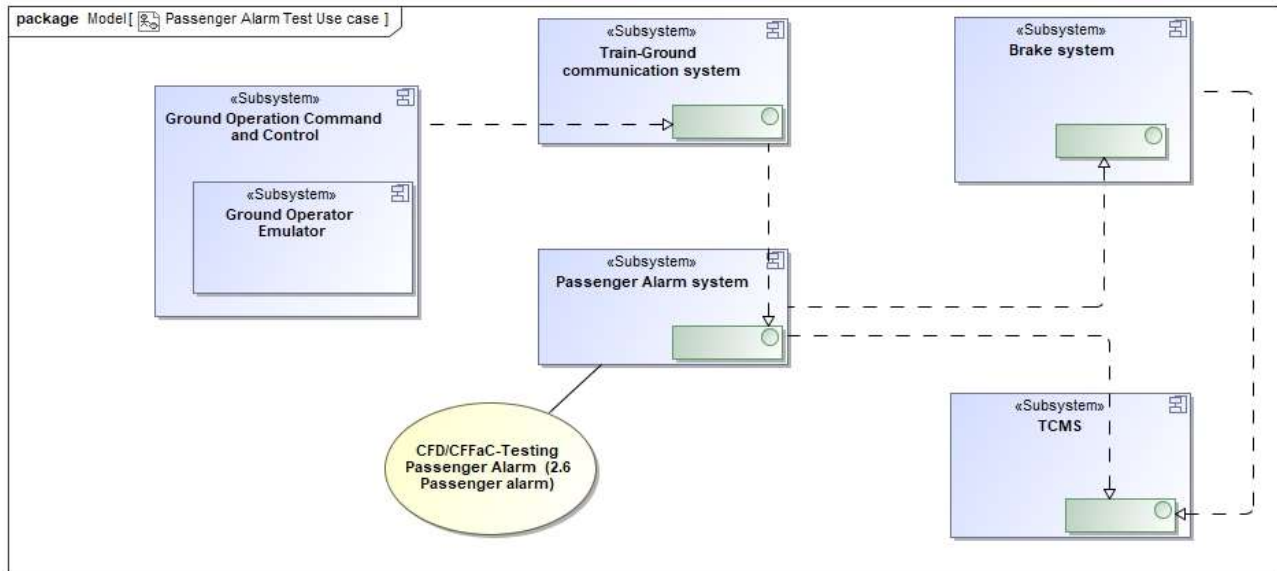 package Model[ Passenger Alarm Test Use case ]
«Subsystem»
Train-Ground
communication system
«Subsystem»
Brake system
«Subsystem»
Ground Operation Command
and Control
«Subsystem»
Ground Operator
Emulator
«Subsystem»
Passenger Alarm system
«Subsystem»
TCMS
CFD/CFFaC-Testing
Passenger Alarm (2.6
Passenger alarm)